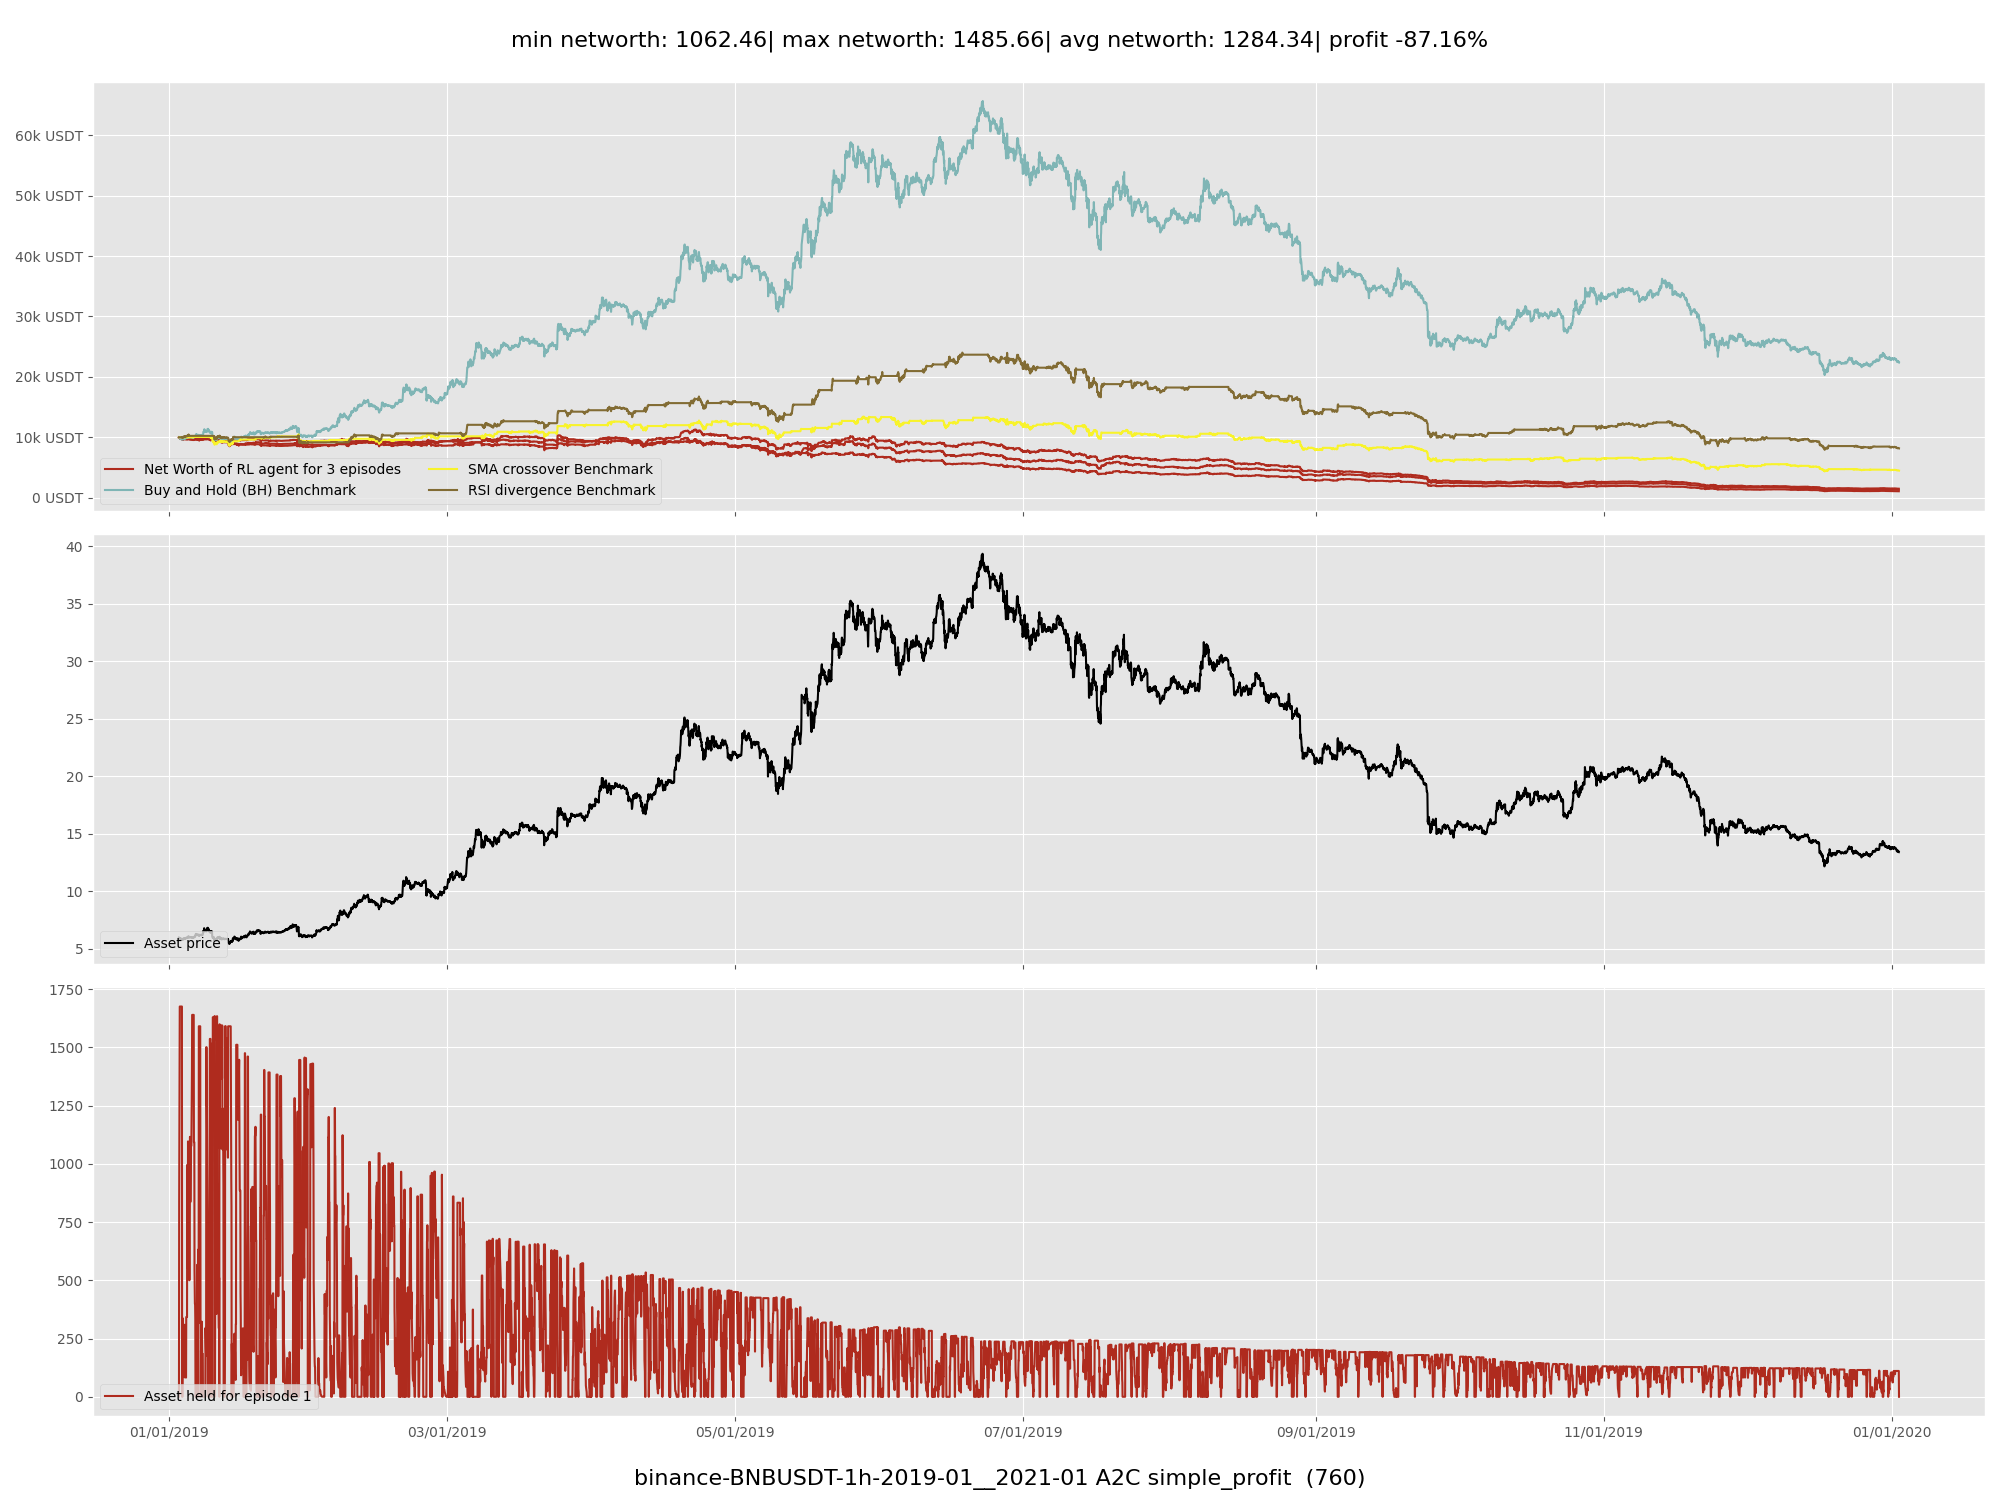 min networth: 1062.46| max networth: 1485.66| avg networth: 1284.34| profit -87.16%
60k USDT
50k USDT
40k USDT
30k USDT
20k USDT
10k USDT
0 USDT
Net Worth of RL agent for 3 episodes
Buy and Hold (BH) Benchmark
SMA crossover Benchmark
RSI divergence Benchmark
40
35
30
25
20
15
10
5
Asset price
1750
1500
1250
1000
750
500
250
0
Asset held for episode 1
01/01/2019 03/01/2019 05/01/2019 07/01/2019 09/01/2019 11/01/2019 01/01/2020
binance-BNBUSDT-1h-2019-01__2021-01 A2C simple_profit (760)